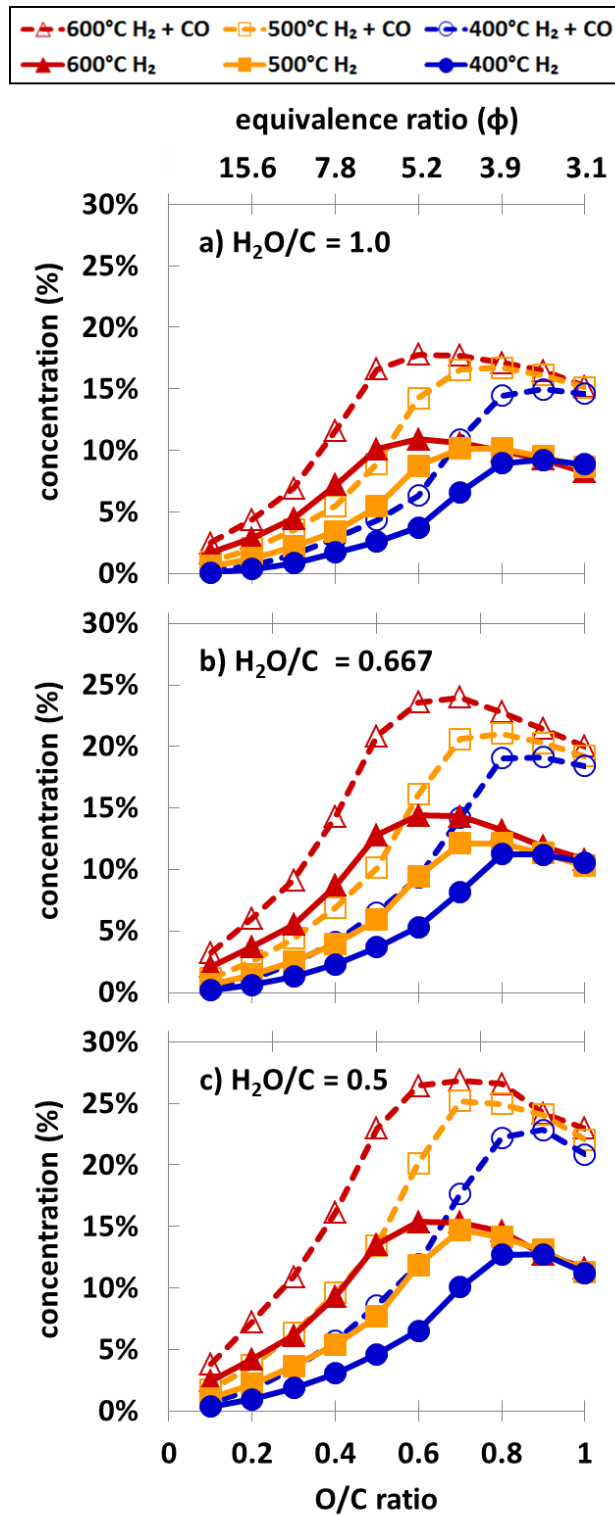 600°C H₂ + CO 500°C H₂ + CO 400°C H₂ + CO
600°C H₂ 500°C H₂ 400°C H₂
equivalence ratio (ϕ)
15.6 7.8 5.2 3.9 3.1
30%
a) H₂O/C = 1.0
25%
20%
15%
10%
5%
0%
concentration (%)
30%
b) H₂O/C = 0.667
25%
20%
15%
10%
5%
0%
concentration (%)
30%
c) H₂O/C = 0.5
25%
20%
15%
10%
5%
0%
concentration (%)
0 0.2 0.4 0.6 0.8 1
O/C ratio